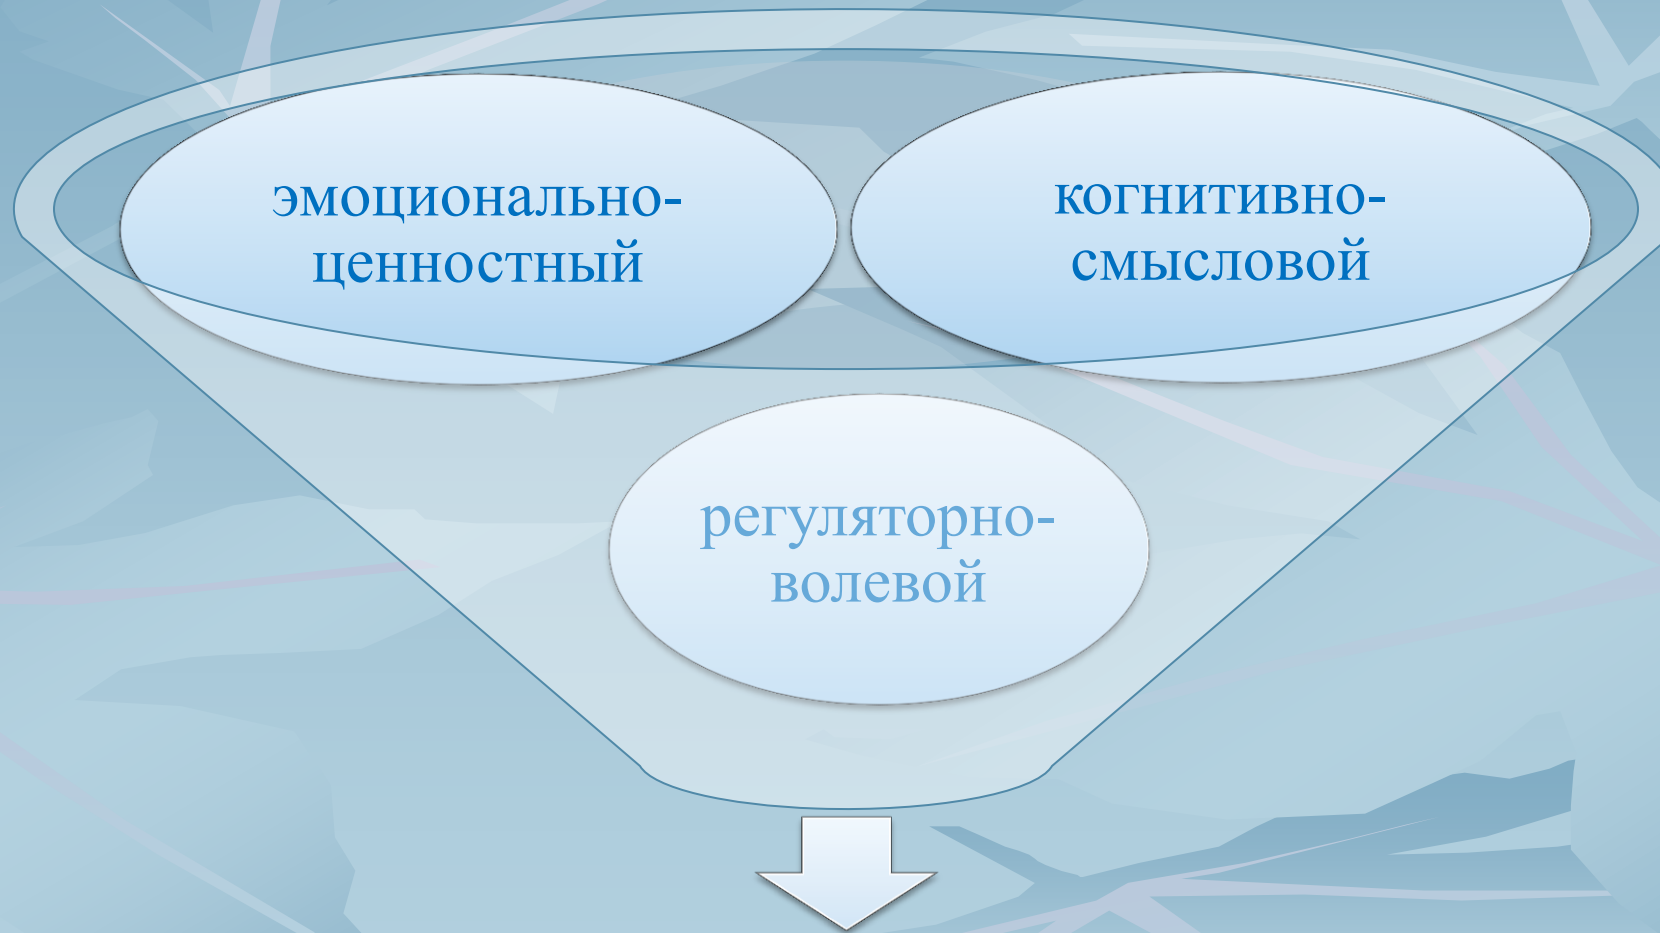 эмоционально-
ценностный
когнитивно-
смысловой
регуляторно-
волевой